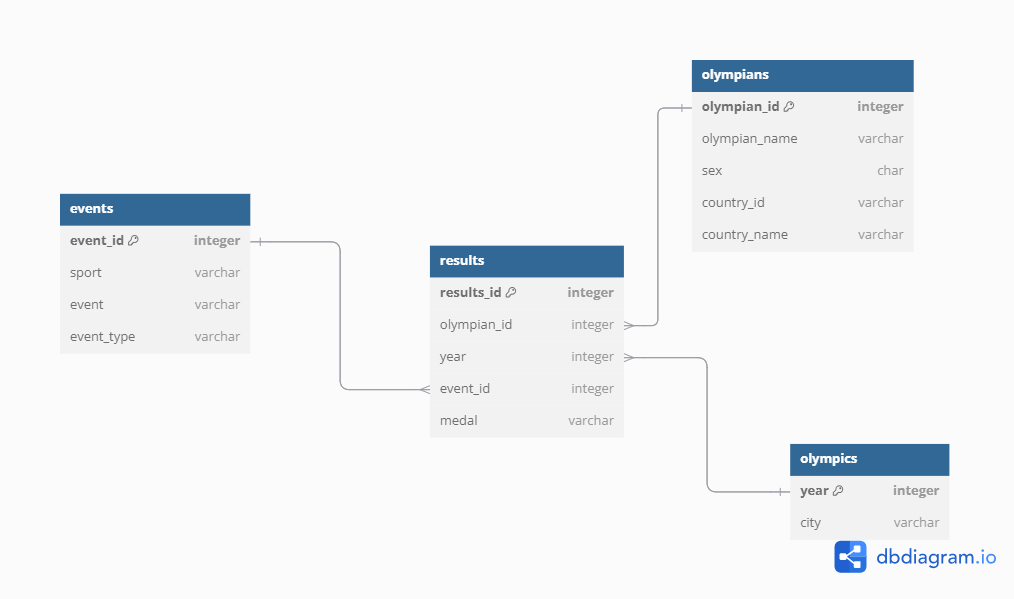 olympians
olympian_id integer
olympian_name varchar
sex char
country_id varchar
country_name varchar
events
event_id integer
sport varchar
event varchar
event_type varchar
results
results_id integer
olympian_id integer
year integer
event_id integer
medal varchar
olympics
year integer
city varchar
dbdiagram.io